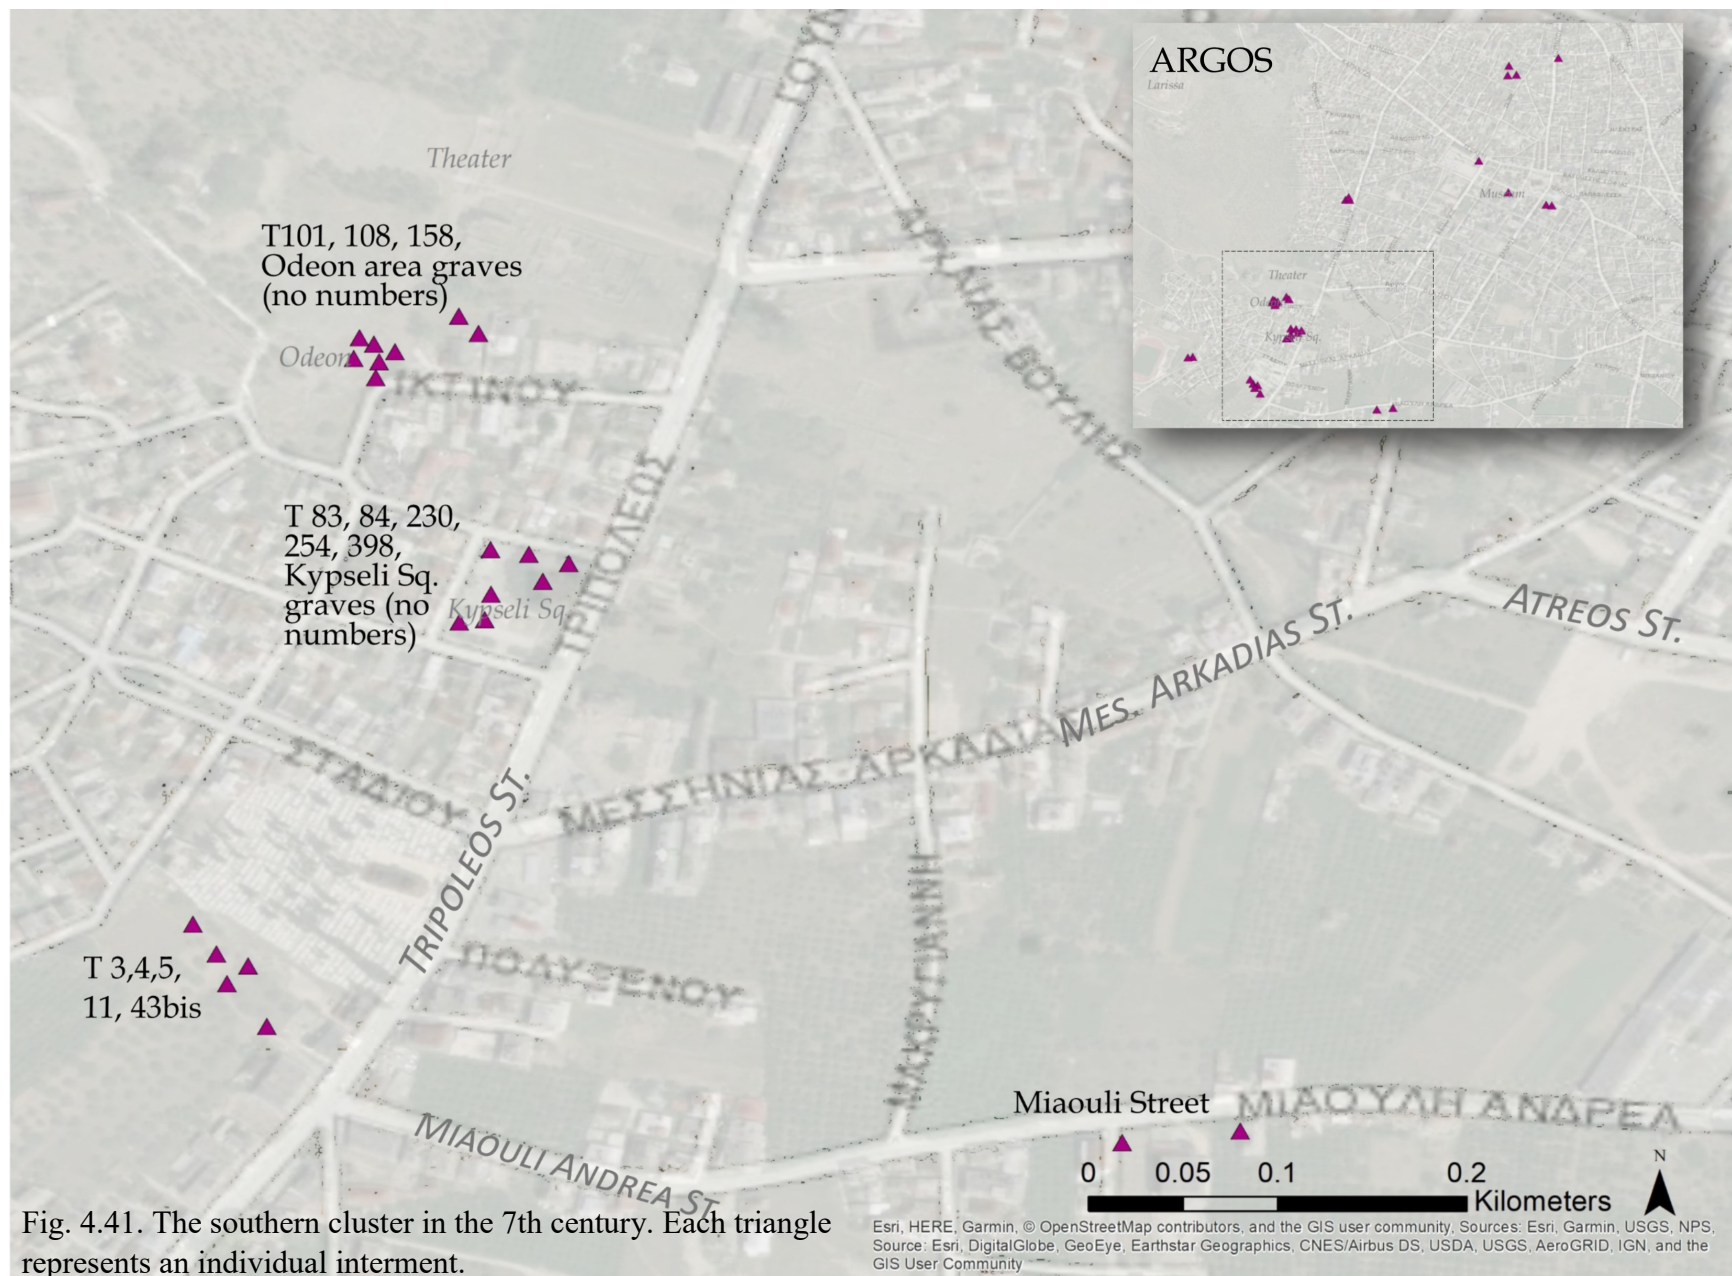 ARGOS
Larissa
Theater
Museum
Theater
T101, 108, 158,
Odeon area graves
(no numbers)
Odeon
ΙΚΤΙΝΟΥ
ΑΡΧΑΙΑΣ ΒΟΥΛΗΣ
ΤΡΙΠΟΛΕΩΣ
T 83, 84, 230,
254, 398,
Kypseli Sq.
graves (no
numbers)
Kypseli Sq.
ATREOS ST.
MES. ARKADIAS ST.
ΜΕΣΣΗΝΙΑΣ ΑΡΚΑΔΙΑ
ΣΤΑΔΙΟΥ
TRIPOLEOS ST.
ΠΟΛΥΞΕΝΟΥ
ΜΑΚΡΥΓΙΑΝΝΗ
T 3,4,5,
11, 43bis
Miaouli Street
ΜΙΑΟΥΛΗ ΑΝΔΡΕΑ
MIAOULI ANDREA ST.
0 0.05 0.1 0.2
Kilometers
N
Fig. 4.41. The southern cluster in the 7th century. Each triangle
represents an individual interment.
Esri, HERE, Garmin, © OpenStreetMap contributors, and the GIS user community, Sources: Esri, Garmin, USGS, NPS,
Source: Esri, DigitalGlobe, GeoEye, Earthstar Geographics, CNES/Airbus DS, USDA, USGS, AeroGRID, IGN, and the
GIS User Community